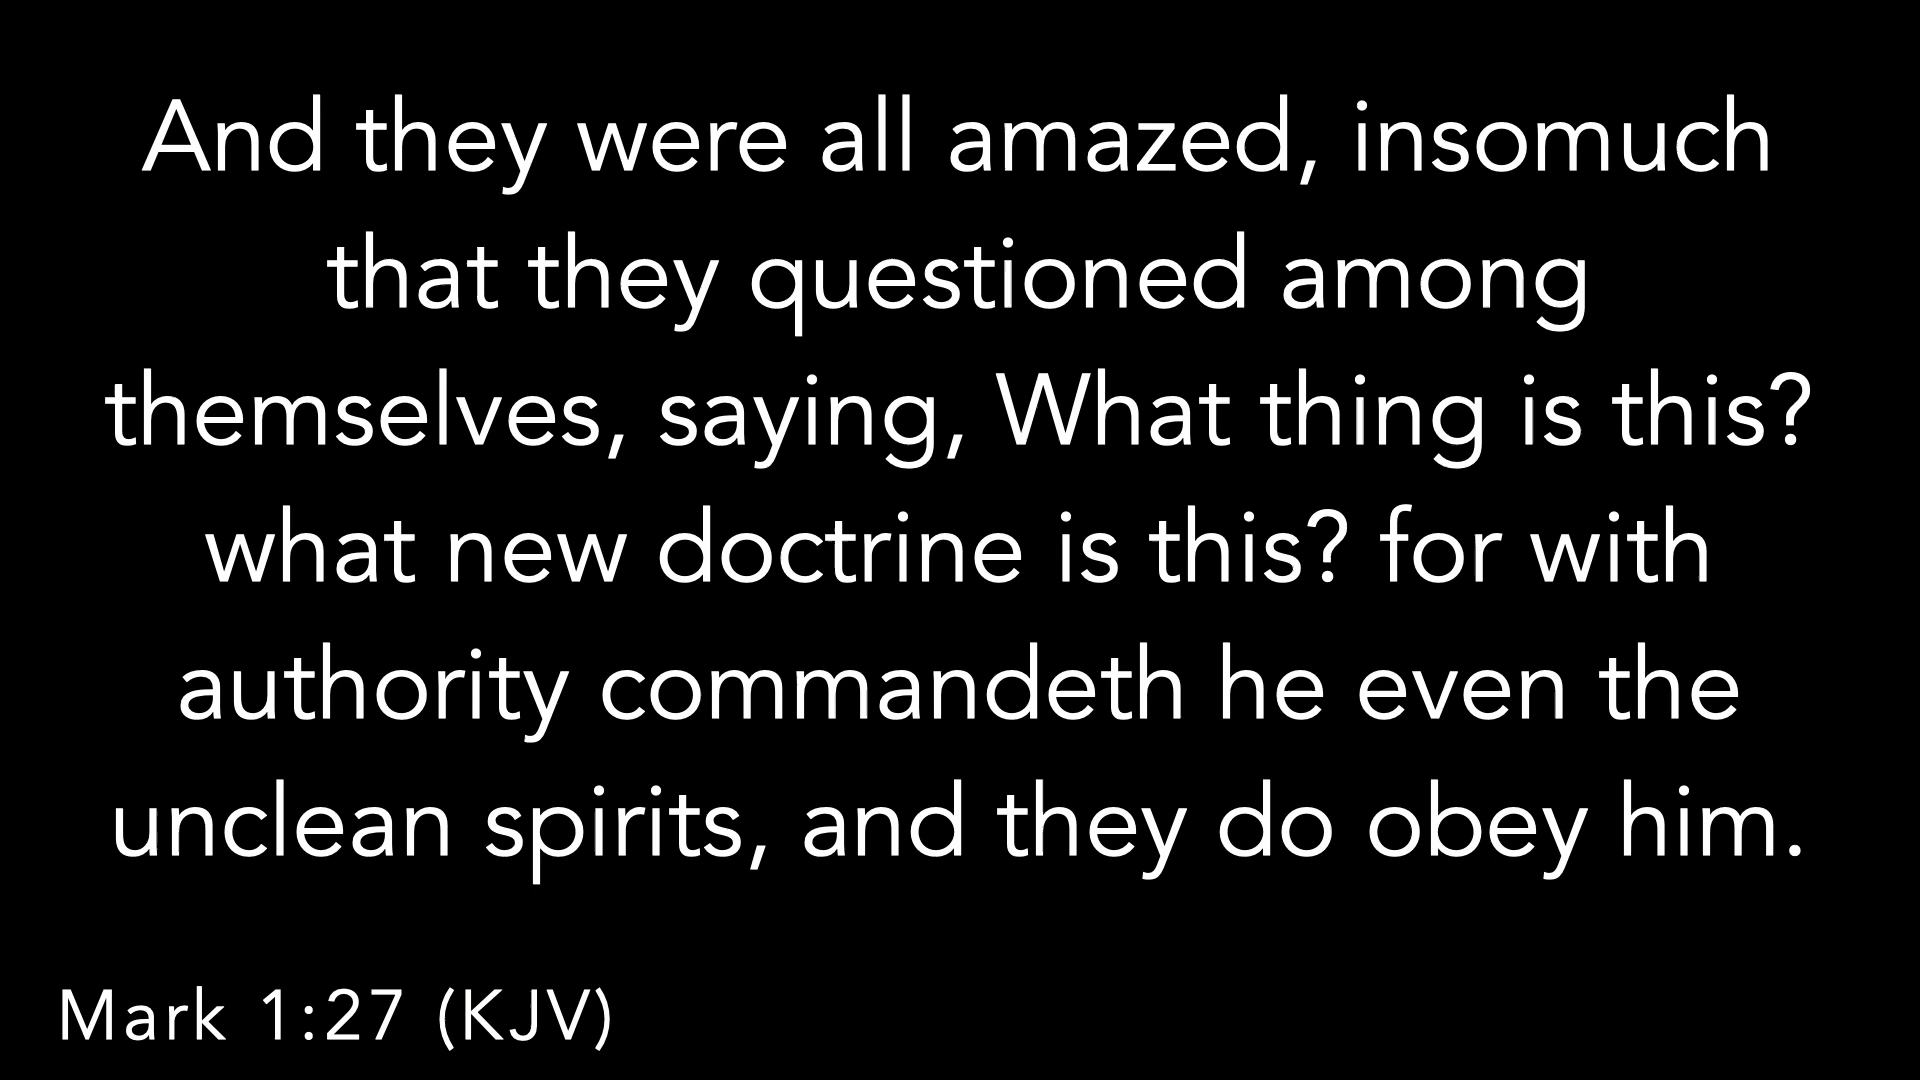 And they were all amazed, insomuch
that they questioned among
themselves, saying, What thing is this?
what new doctrine is this? for with
authority commandeth he even the
unclean spirits, and they do obey him.
Mark 1:27 (KJV)